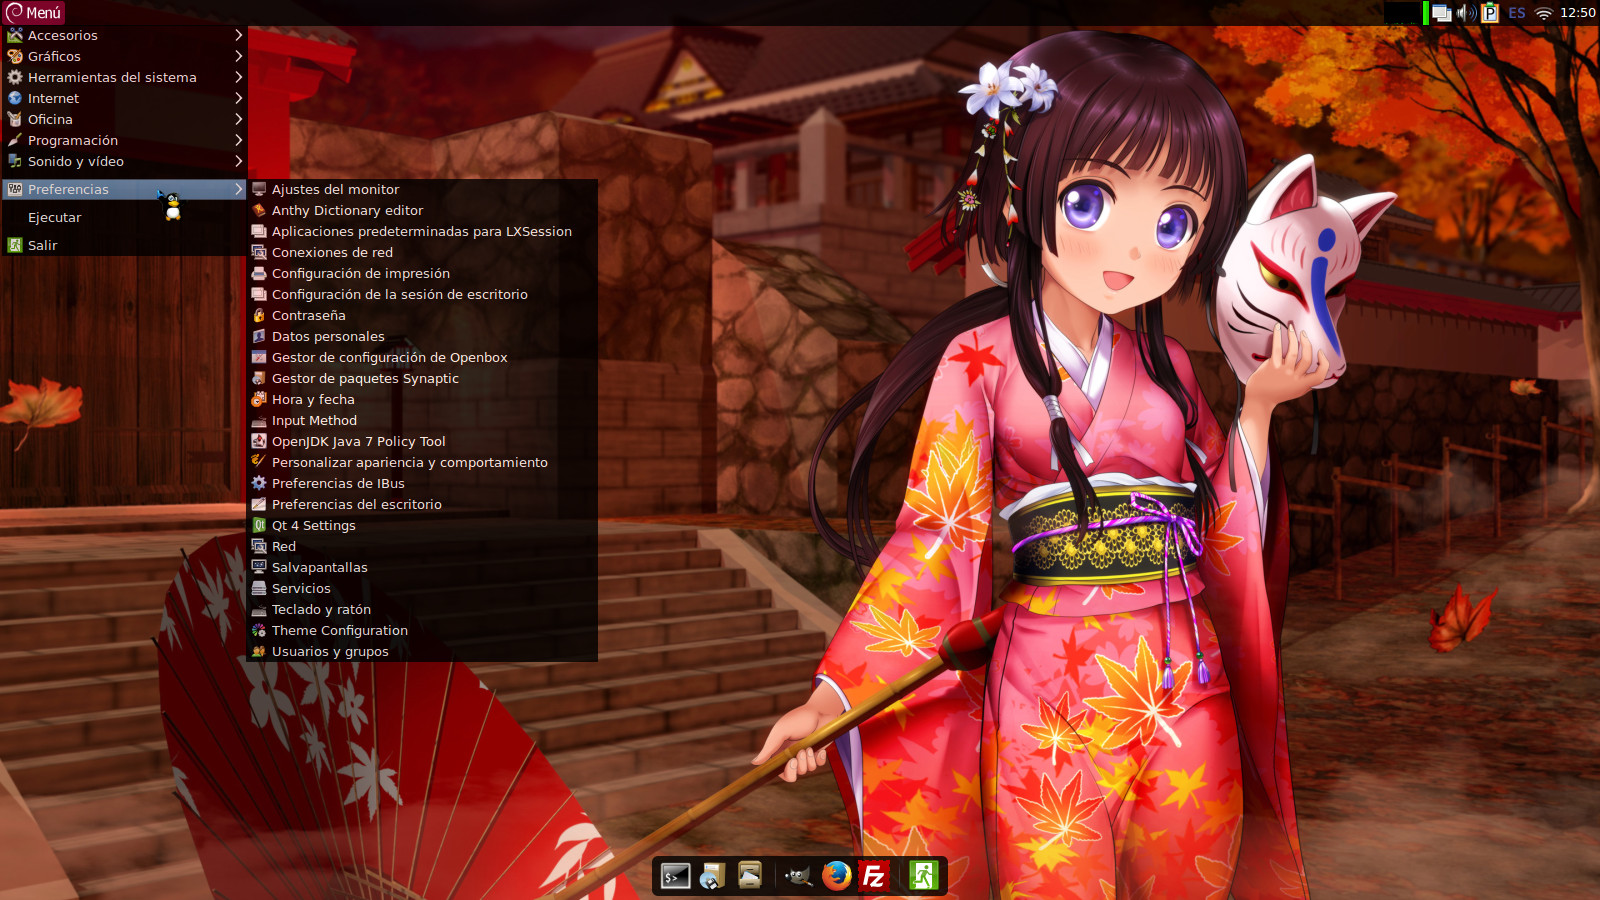 Menú
ES
12:50
Accesorios
Gráficos
Herramientas del sistema
Internet
Oficina
Programación
Sonido y vídeo
Preferencias
Ejecutar
Salir
Ajustes del monitor
Anthy Dictionary editor
Aplicaciones predeterminadas para LXSession
Conexiones de red
Configuración de impresión
Configuración de la sesión de escritorio
Contraseña
Datos personales
Gestor de configuración de Openbox
Gestor de paquetes Synaptic
Hora y fecha
Input Method
OpenJDK Java 7 Policy Tool
Personalizar apariencia y comportamiento
Preferencias de IBus
Preferencias del escritorio
Qt 4 Settings
Red
Salvapantallas
Servicios
Teclado y ratón
Theme Configuration
Usuarios y grupos
$>
Fz